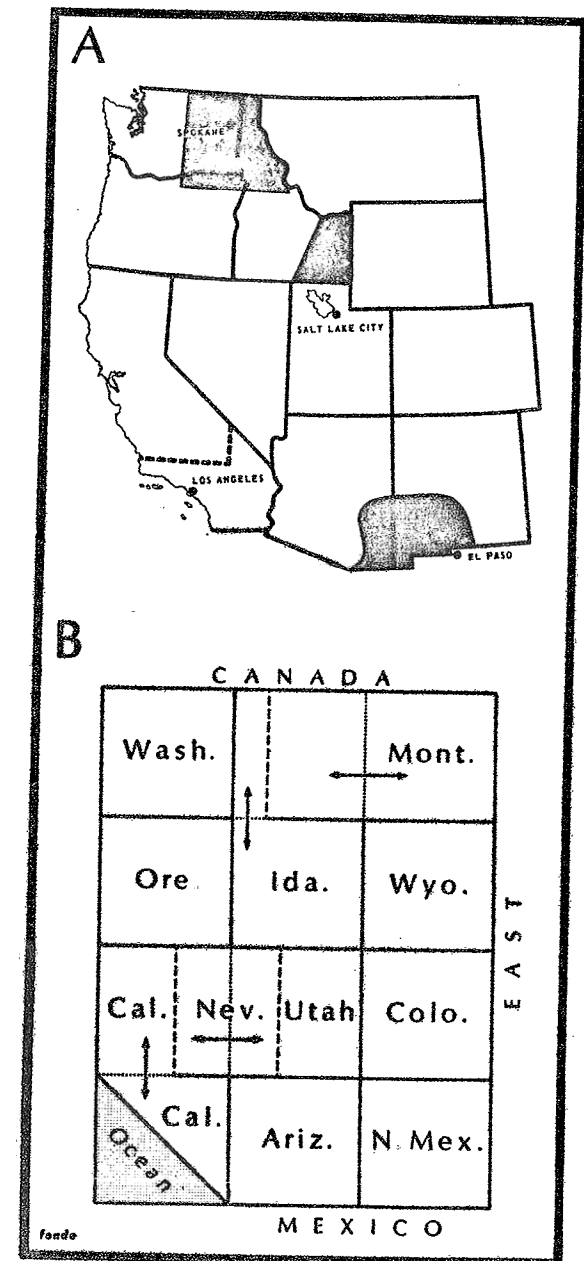 A
SPOKANE
SALT LAKE CITY
LOS ANGELES
EL PASO
B
CANADA
Wash.
Mont.
Ore
Ida.
Wyo.
EAST
Cal.
Nev.
Utah
Colo.
Cal.
Ariz.
N Mex.
Ocean
MEXICO
fonda